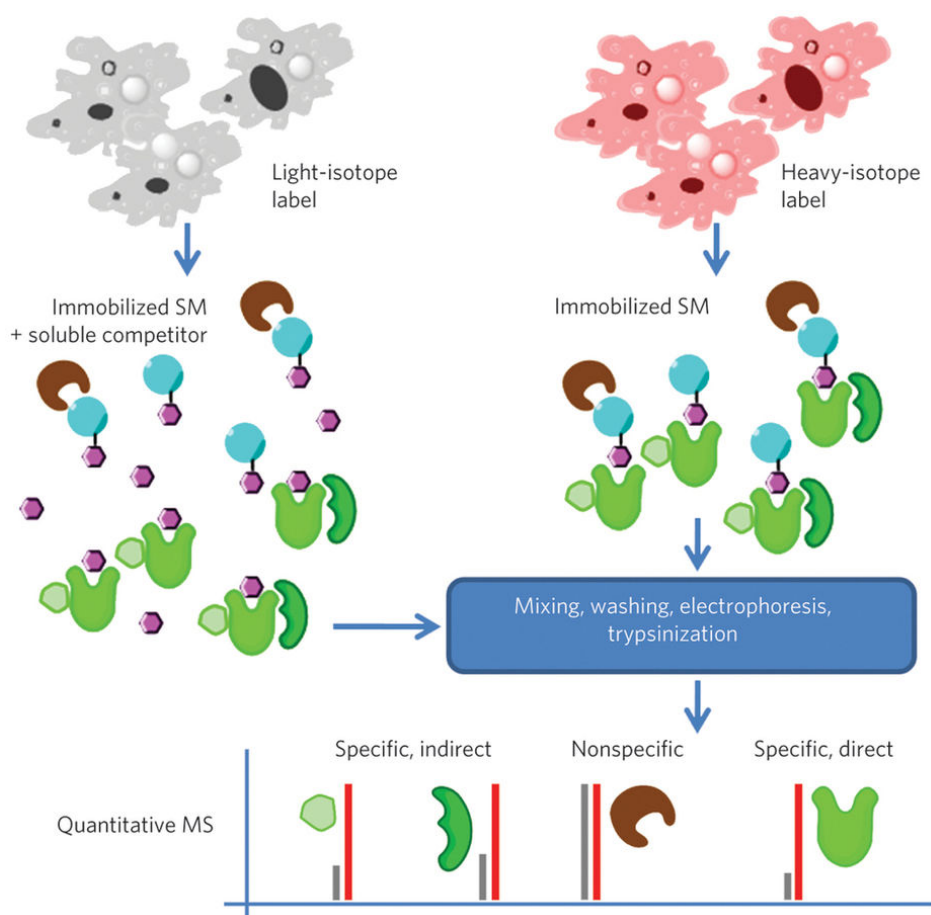 Light-isotope
label
Heavy-isotope
label
Immobilized SM
+ soluble competitor
Immobilized SM
Mixing, washing, electrophoresis,
trypsinization
Specific, indirect
Nonspecific
Specific, direct
Quantitative MS